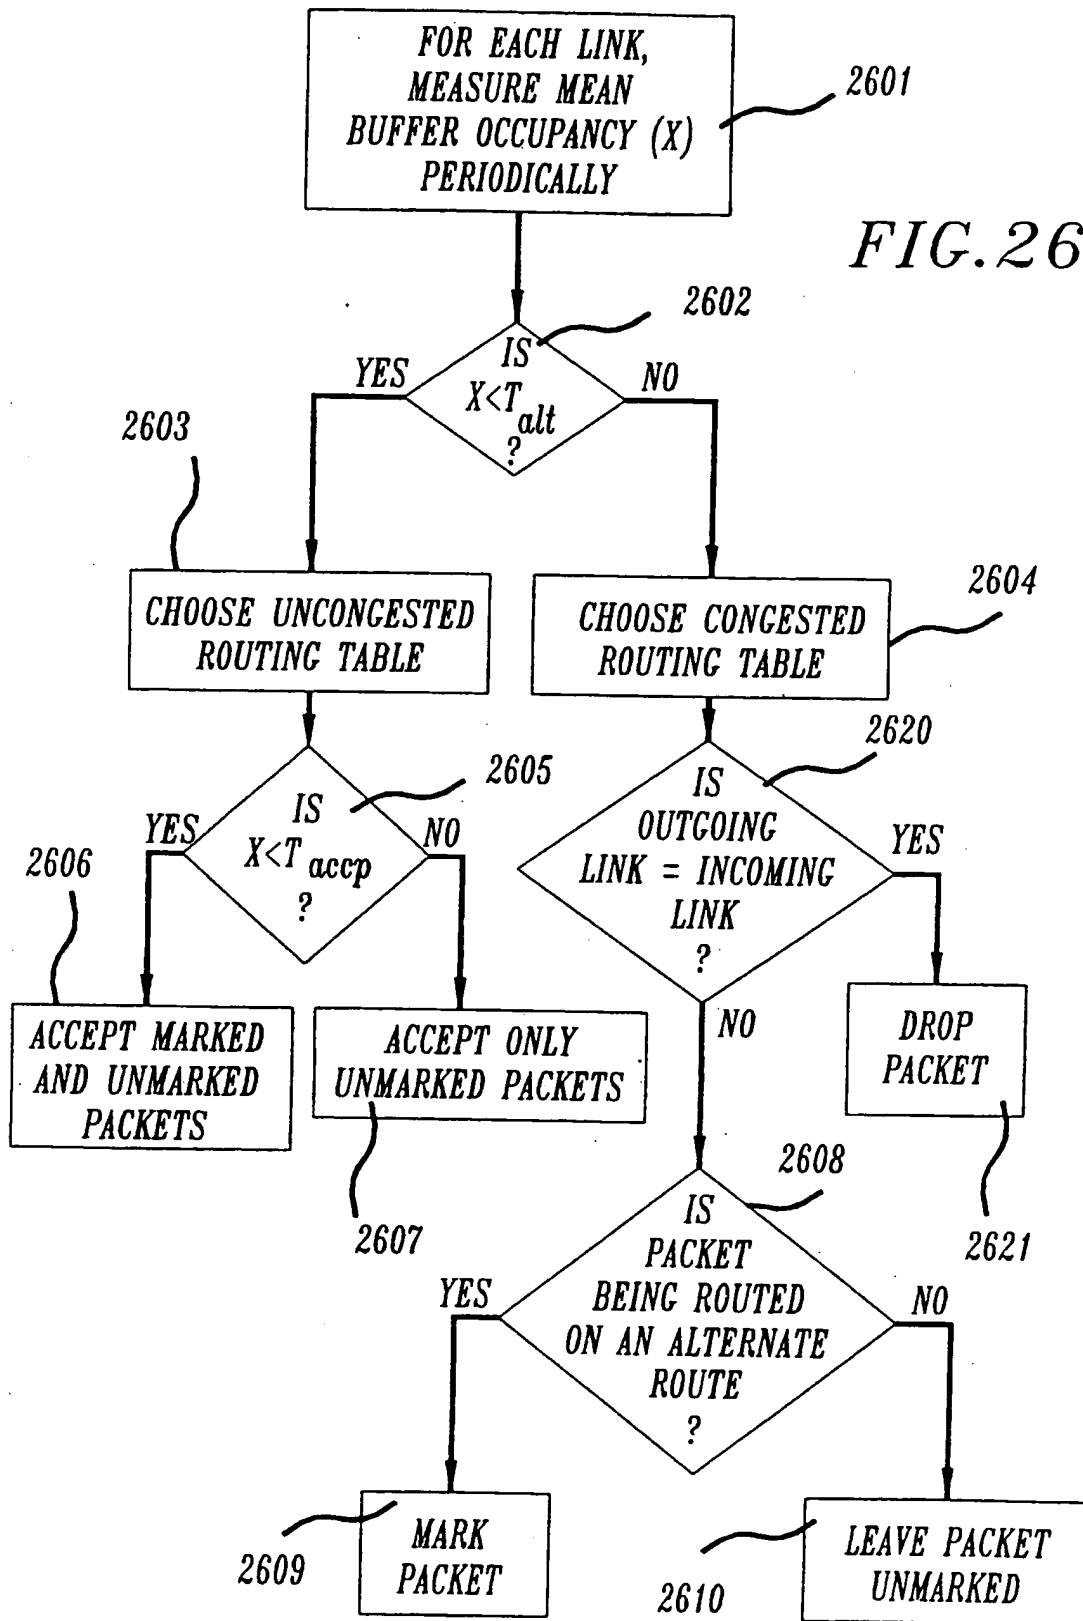 FOR EACH LINK,
MEASURE MEAN
BUFFER OCCUPANCY (X)
PERIODICALLY
2601
FIG.26
2602
IS
X<T alt
?
YES
NO
2603
CHOOSE UNCONGESTED
ROUTING TABLE
CHOOSE CONGESTED
ROUTING TABLE
2604
2605
IS
X<T accp
?
YES
NO
2620
IS
OUTGOING
LINK = INCOMING
LINK
?
YES
NO
2606
ACCEPT MARKED
AND UNMARKED
PACKETS
ACCEPT ONLY
UNMARKED PACKETS
2607
DROP
PACKET
2621
2608
IS
PACKET
BEING ROUTED
ON AN ALTERNATE
ROUTE
?
YES
NO
MARK
PACKET
2609
LEAVE PACKET
UNMARKED
2610